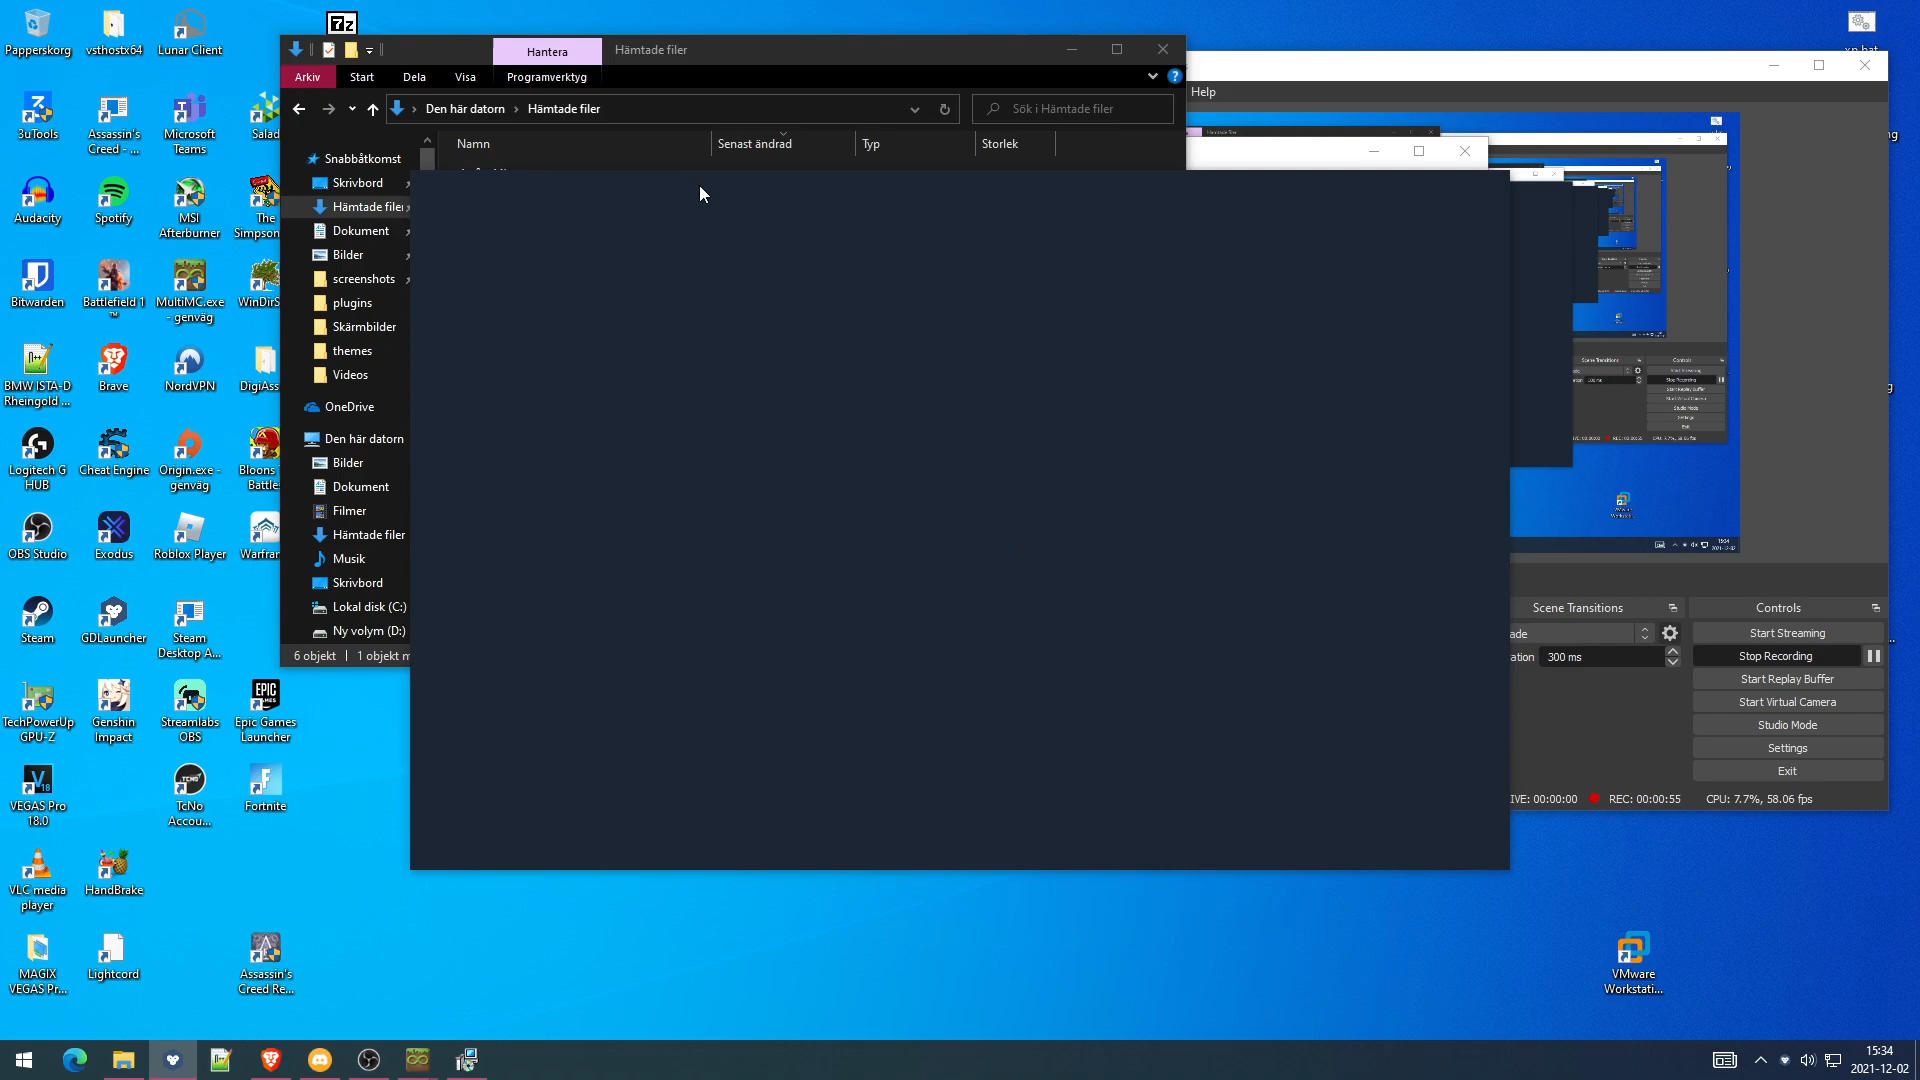 Papperskorg
vsthostx64
Lunar Client
7z
Hantera
Hämtade filer
Arkiv
Start
Dela
Visa
Programverktyg
Den här datorn
Hämtade filer
Sök i Hämtade filer
Namn
Senast ändrad
Typ
Storlek
Help
3uTools
Assassin's
Creed - ...
Microsoft
Teams
Salad
Audacity
Spotify
MSI
Afterburner
The
Simpson
Bitwarden
Battlefield 1
™
MultiMC.exe
- genväg
WinDirS
BMW ISTA-D
Rheingold ...
Brave
NordVPN
DigiAss
Logitech G
HUB
Cheat Engine
Origin.exe -
genväg
Bloons
Battle
OBS Studio
Exodus
Roblox Player
Warfra
Steam
GDLauncher
Steam
Desktop A...
TechPowerUp
GPU-Z
Genshin
Impact
Streamlabs
OBS
Epic Games
Launcher
VEGAS Pro
18.0
TcNo
Accou...
Fortnite
VLC media
player
HandBrake
MAGIX
VEGAS Pr...
Lightcord
Assassin's
Creed Re...
Snabbåtkomst
Skrivbord
Hämtade filer
Dokument
Bilder
screenshots
plugins
Skärmbilder
themes
Videos
OneDrive
Den här datorn
Bilder
Dokument
Filmer
Hämtade filer
Musik
Skrivbord
Lokal disk (C:)
Ny volym (D:)
6 objekt
1 objekt m
Scene Transitions
Controls
ade
ation
300 ms
Start Streaming
Stop Recording
Start Replay Buffer
Start Virtual Camera
Studio Mode
Settings
Exit
IVE: 00:00:00
REC: 00:00:55
CPU: 7.7%, 58.06 fps
VMware
Workstati...
15:34
2021-12-02